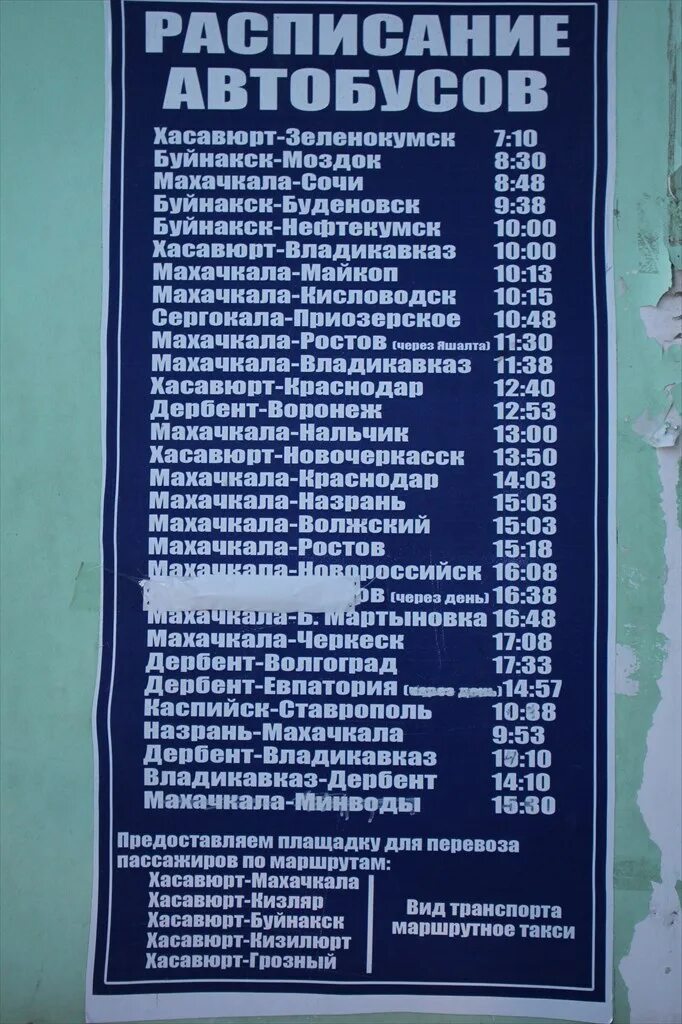 РАСПИСАНИЕ
АВТОБУСОВ
Хасавюрт-Зеленокумск 7:10
Буйнакск-Моздок 8:30
Махачкала-Сочи 8:48
Буйнакск-Буденовск 9:38
Буйнакск-Нефтекумск 10:00
Хасавюрт-Владикавказ 10:00
Махачкала-Майкоп 10:13
Махачкала-Кисловодск 10:15
Сергокала-Приозерское 10:48
Махачкала-Ростов (через Яшалта) 11:30
Махачкала-Владикавказ 11:38
Хасавюрт-Краснодар 12:40
Дербент-Воронеж 12:53
Махачкала-Нальчик 13:00
Хасавюрт-Новочеркасск 13:50
Махачкала-Краснодар 14:03
Махачкала-Назрань 15:03
Махачкала-Волжский 15:03
Махачкала-Ростов 15:18
Махачкала-Новороссийск 16:08
(через день) 16:38
Махачкала-Б. Мартыновка 16:48
Махачкала-Черкеск 17:08
Дербент-Волгоград 17:33
Дербент-Евпатория (через день) 14:57
Каспийск-Ставрополь
Назрань-Махачкала 9:53
Дербент-Владикавказ
Владикавказ-Дербент 14:10
Махачкала-Минводы 15:30
Предоставляем плащадку для перевоза
пассажиров по маршрутам:
Хасавюрт-Махачкала
Хасавюрт-Кизляр
Хасавюрт-Буйнакск
Хасавюрт-Кизилюрт
Хасавюрт-Грозный
Вид транспорта
маршрутное такси